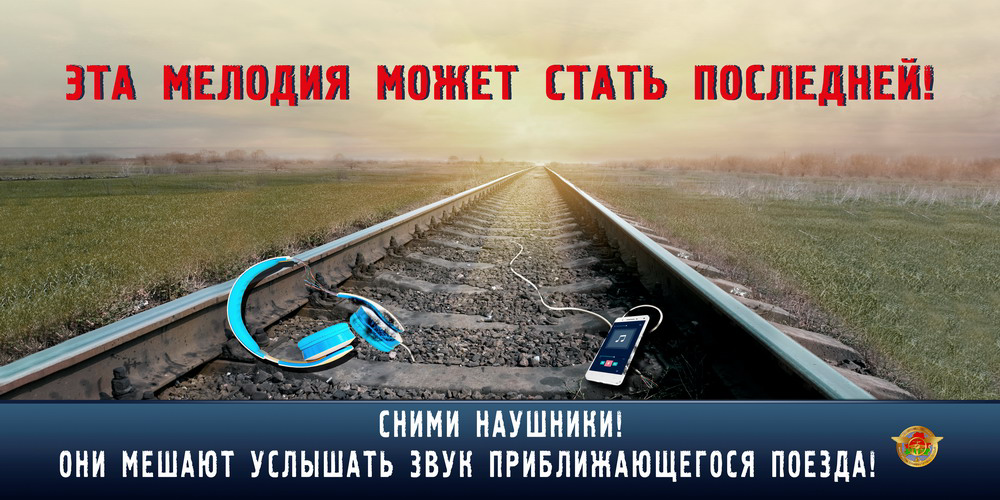 ЭТА МЕЛОДИЯ МОЖЕТ СТАТЬ ПОСЛЕДНЕЙ!
СНИМИ НАУШНИКИ!
ОНИ МЕШАЮТ УСЛЫШАТЬ ЗВУК ПРИБЛИЖАЮЩЕГОСЯ ПОЕЗДА!